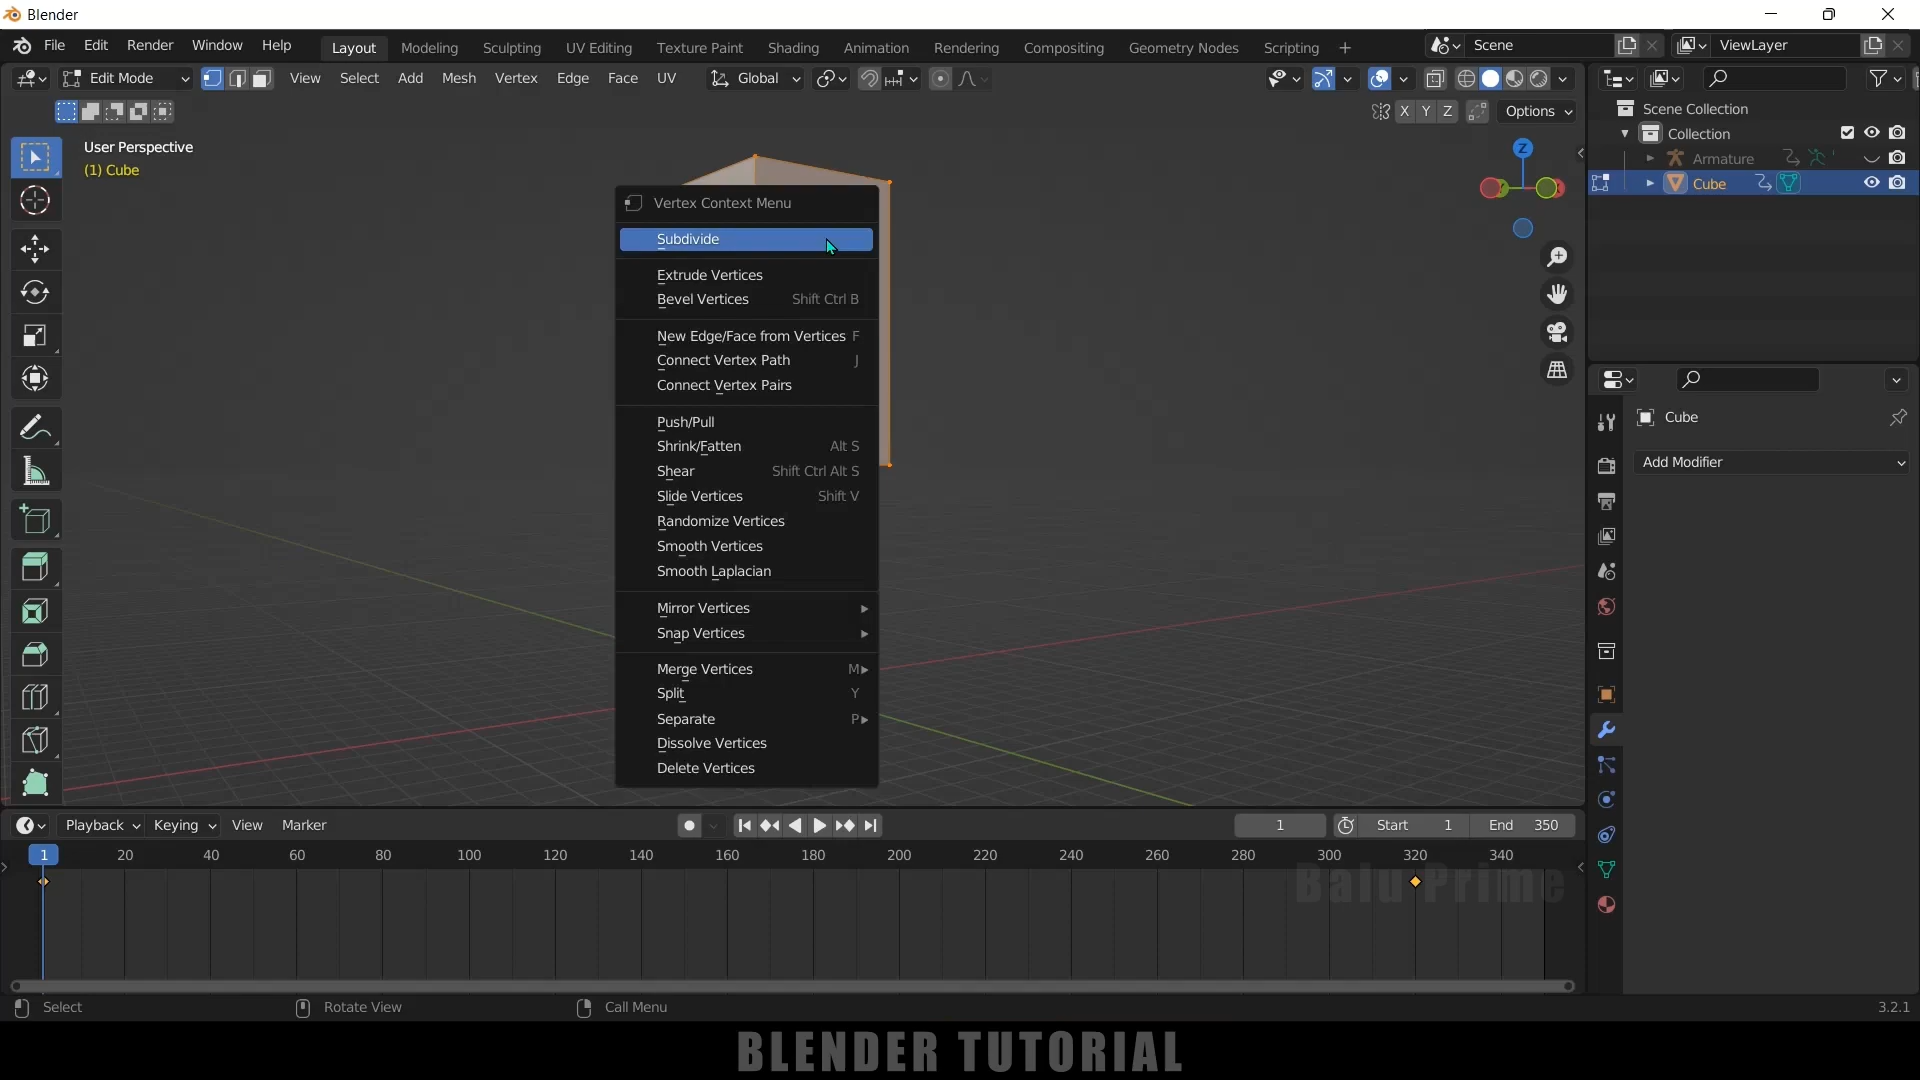 Blender
File Edit Render Window Help Layout Modeling Sculpting UV Editing Texture Paint Shading Animation Rendering Compositing Geometry Nodes Scripting + Scene ViewLayer
Edit Mode View Select Add Mesh Vertex Edge Face UV Global
X Y Z Options
User Perspective
(1) Cube
Z
Vertex Context Menu
Subdivide
Extrude Vertices
Bevel Vertices Shift Ctrl B
New Edge/Face from Vertices F
Connect Vertex Path J
Connect Vertex Pairs
Push/Pull
Shrink/Fatten Alt S
Shear Shift Ctrl Alt S
Slide Vertices Shift V
Randomize Vertices
Smooth Vertices
Smooth Laplacian
Mirror Vertices
Snap Vertices
Merge Vertices M
Split Y
Separate P
Dissolve Vertices
Delete Vertices
Scene Collection
Collection
Armature
Cube
Cube
Add Modifier
Playback Keying View Marker 1 Start 1 End 350
1 20 40 60 80 100 120 140 160 180 200 220 240 260 280 300 320 340
Balu Prime
Select Rotate View Call Menu 3.2.1
BLENDER TUTORIAL